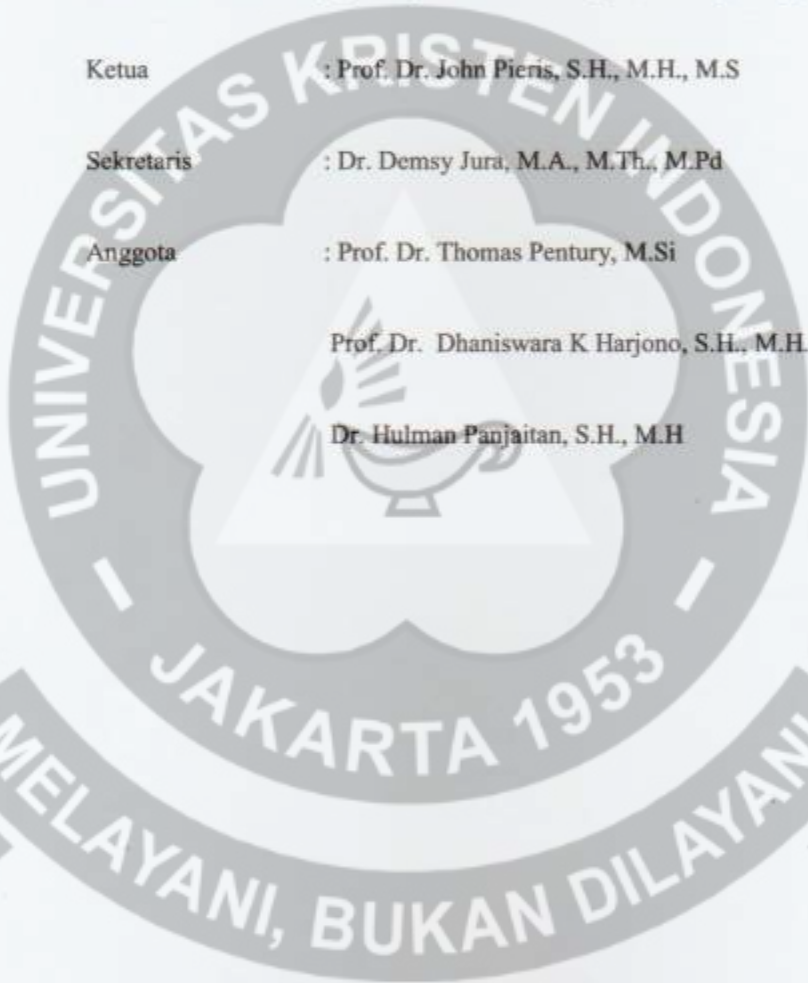 Ketua : Prof. Dr. John Pieris, S.H., M.H., M.S
Sekretaris : Dr. Demsy Jura, M.A., M.Th., M.Pd
Anggota : Prof. Dr. Thomas Pentury, M.Si
Prof. Dr. Dhaniswara K Harjono, S.H., M.H.
Dr. Hulman Panjaitan, S.H., M.H
UNIVERSITAS KRISTEN INDONESIA
- JAKARTA 1953 -
MELAYANI, BUKAN DILAYANI